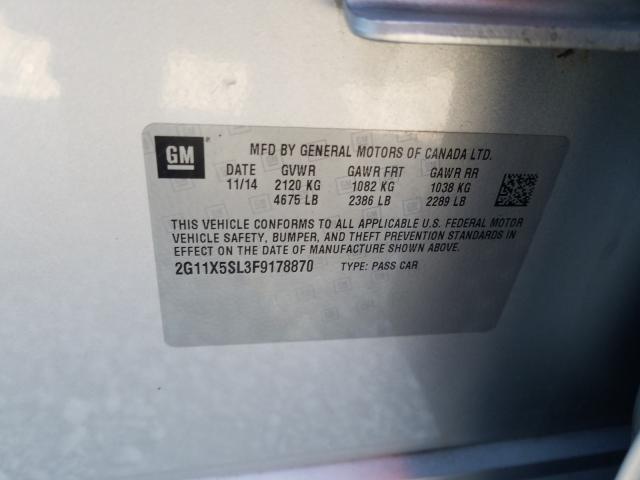 GM
MFD BY GENERAL MOTORS OF CANADA LTD.
DATE GVWR GAWR FRT GAWR RR
11/14 2120 KG 1082 KG 1038 KG
4675 LB 2386 LB 2289 LB
THIS VEHICLE CONFORMS TO ALL APPLICABLE U.S. FEDERAL MOTOR
VEHICLE SAFETY, BUMPER, AND THEFT PREVENTION STANDARDS IN
EFFECT ON THE DATE OF MANUFACTURE SHOWN ABOVE.
2G11X5SL3F9178870 TYPE: PASS CAR